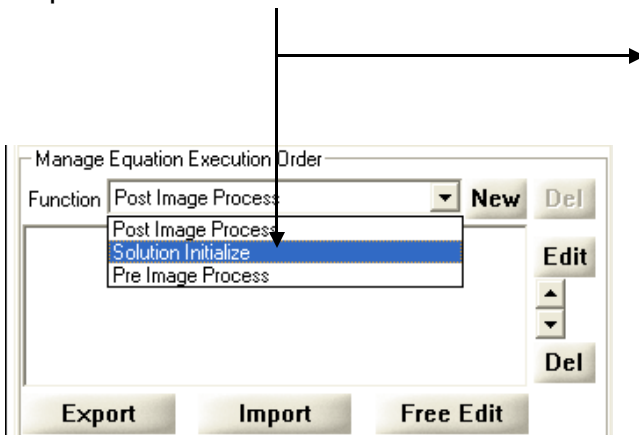 Manage Equation Execution Order
Function Post Image Process New Del
Post Image Process
Solution Initialize
Pre Image Process
Edit
Del
Export Import Free Edit